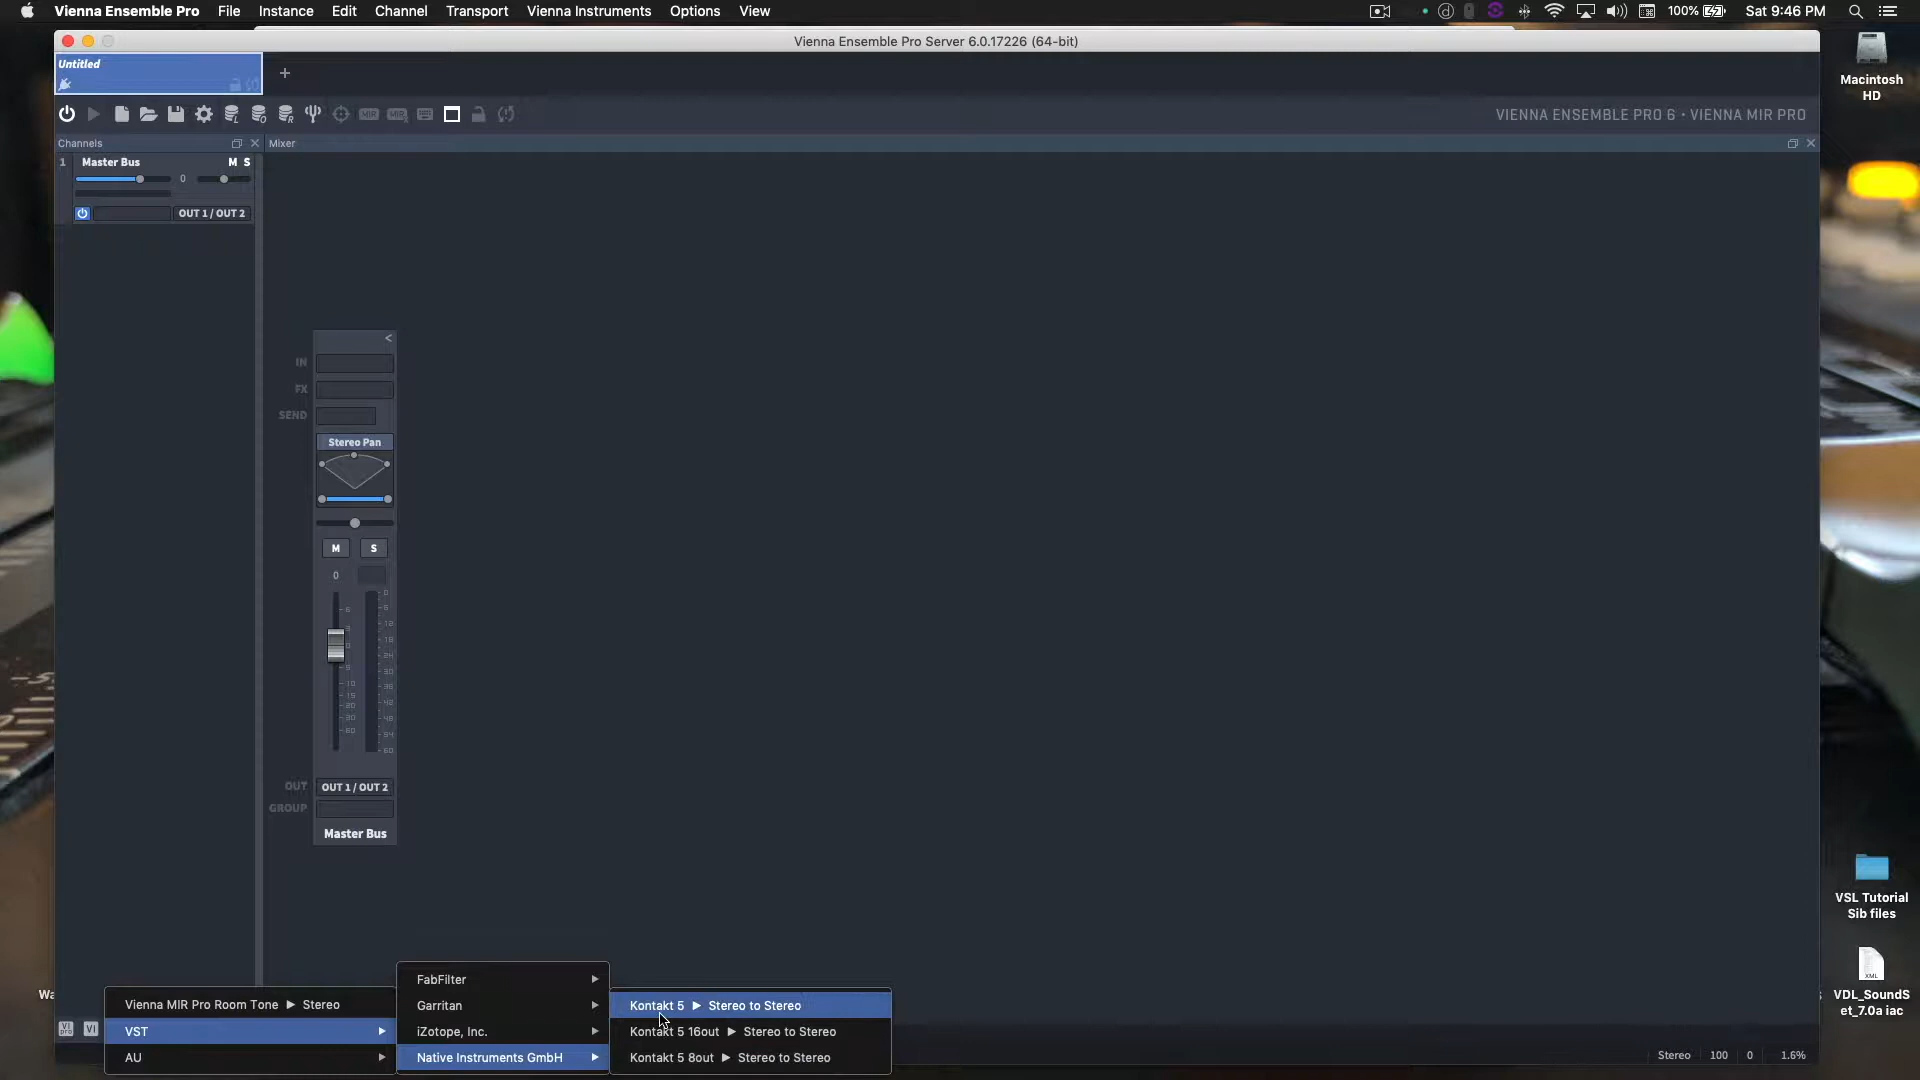 Vienna Ensemble Pro File Instance Edit Channel Transport Vienna Instruments Options View 100% Sat 9:46 PM
Vienna Ensemble Pro Server 6.0.17226 (64-bit)
Untitled
+
VIENNA ENSEMBLE PRO 6 • VIENNA MIR PRO
Channels
Mixer
1 Master Bus M S
0
OUT 1 / OUT 2
<
IN
FX
SEND
Stereo Pan
M S
0
OUT OUT 1 / OUT 2
GROUP
Master Bus
Macintosh
HD
VSL Tutorial
Sib files
XML
VDL_SoundS
et_7.0a iac
Wa
Vienna MIR Pro Room Tone ▶ Stereo
VST
AU
FabFilter
Garritan
iZotope, Inc.
Native Instruments GmbH
Kontakt 5 ▶ Stereo to Stereo
Kontakt 5 16out ▶ Stereo to Stereo
Kontakt 5 8out ▶ Stereo to Stereo
Stereo 100 0 1.6%